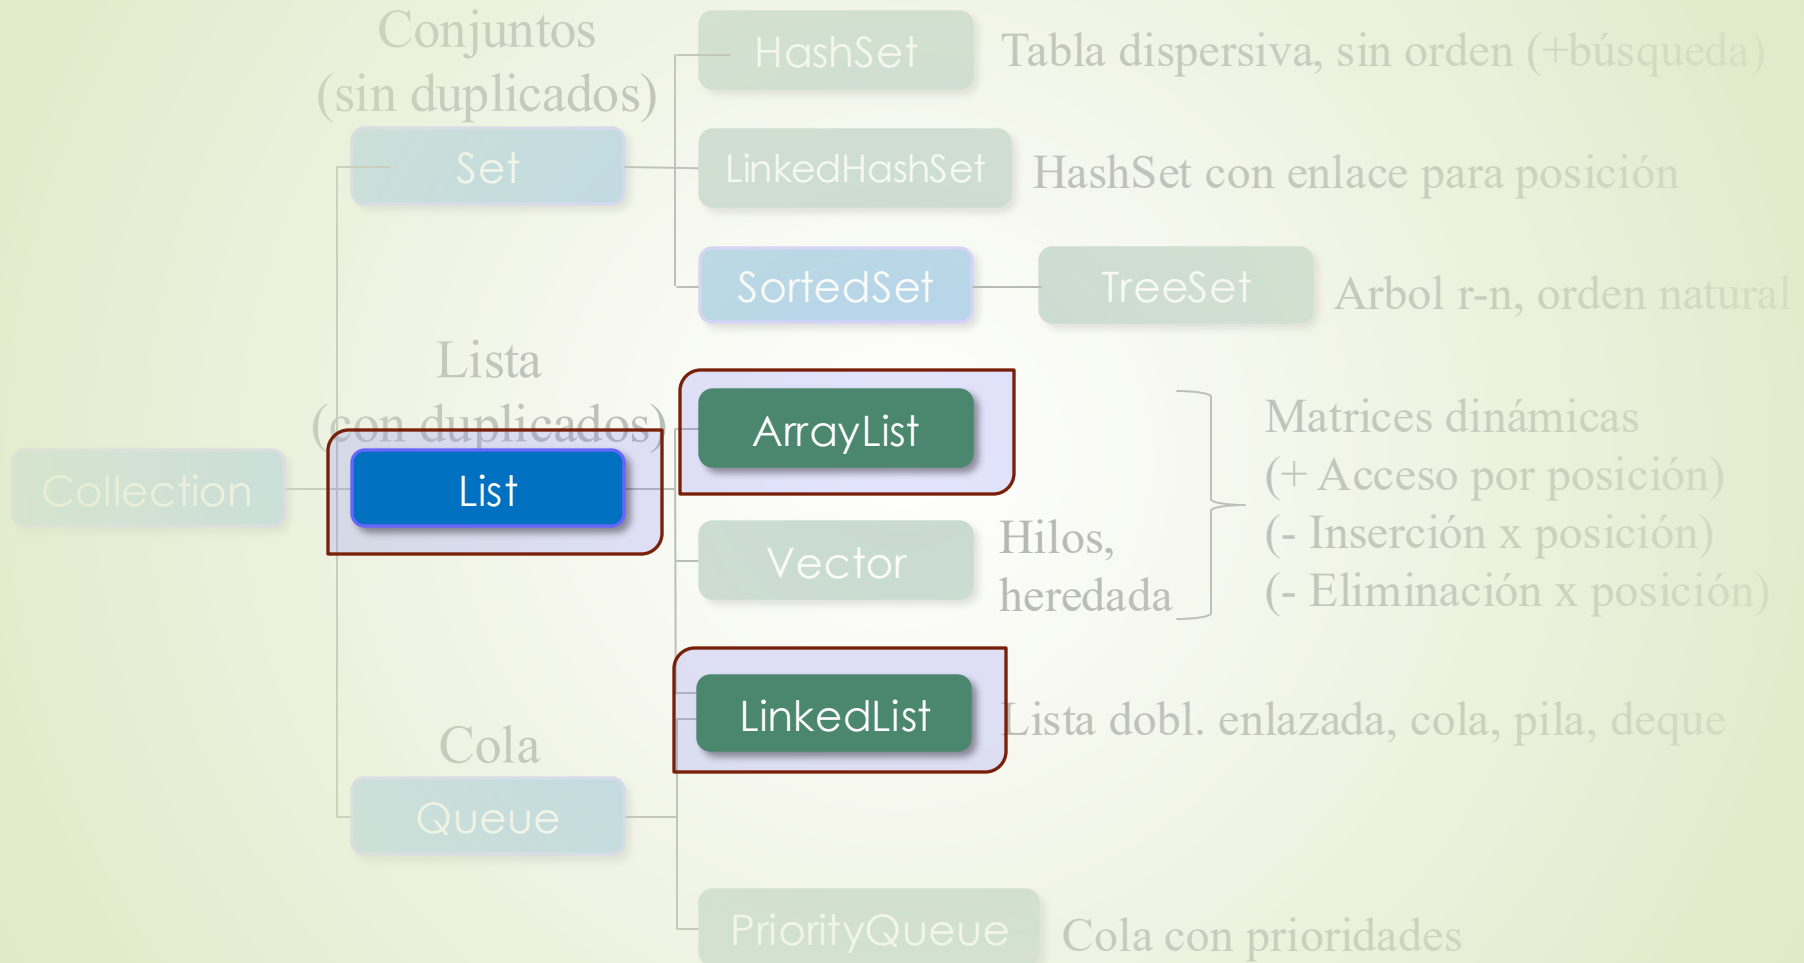 Conjuntos
(sin duplicados)
Set
HashSet
Tabla dispersiva, sin orden (+búsqueda)
LinkedHashSet
HashSet con enlace para posición
SortedSet
TreeSet
Arbol r-n, orden natural
Lista
(con duplicados)
Collection
List
ArrayList
Vector
Hilos,
heredada
Matrices dinámicas
(+ Acceso por posición)
(- Inserción x posición)
(- Eliminación x posición)
LinkedList
Lista dobl. enlazada, cola, pila, deque
Cola
Queue
PriorityQueue
Cola con prioridades